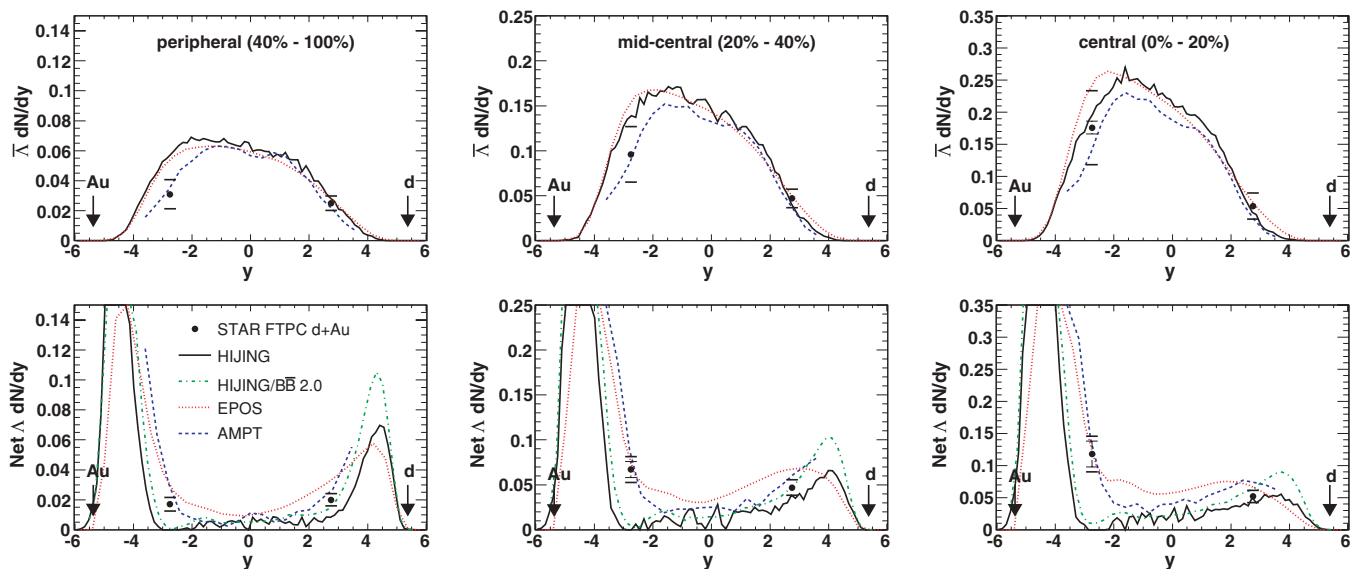 peripheral (40% - 100%)
Λ̅ dN/dy
0.14
0.12
0.1
0.08
0.06
0.04
0.02
0
Au
d
-6 -4 -2 0 2 4 6
y
mid-central (20% - 40%)
Λ̅ dN/dy
0.25
0.2
0.15
0.1
0.05
0
Au
d
-6 -4 -2 0 2 4 6
y
central (0% - 20%)
Λ̅ dN/dy
0.35
0.3
0.25
0.2
0.15
0.1
0.05
0
Au
d
-6 -4 -2 0 2 4 6
y
Net Λ dN/dy
0.14
0.12
0.1
0.08
0.06
0.04
0.02
0
STAR FTPC d+Au
HIJING
HIJING/BB̅ 2.0
EPOS
AMPT
Au
d
-6 -4 -2 0 2 4 6
y
Net Λ dN/dy
0.25
0.2
0.15
0.1
0.05
0
Au
d
-6 -4 -2 0 2 4 6
y
Net Λ dN/dy
0.35
0.3
0.25
0.2
0.15
0.1
0.05
0
Au
d
-6 -4 -2 0 2 4 6
y